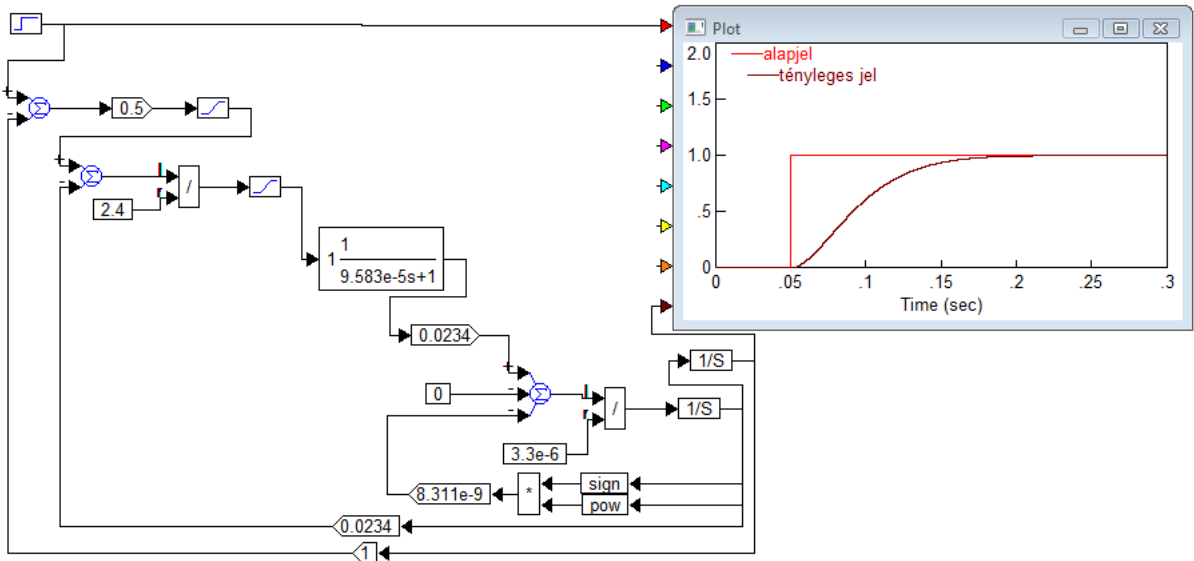 Plot
2.0
alapjel
tényleges jel
1.5
1.0
.5
0
0 .05 .1 .15 .2 .25 .3
Time (sec)
+
-
Σ
0.5
+
-
Σ
l
r
/
2.4
1 1
9.583e-5s+1
0.0234
+
-
-
Σ
0
l
r
/
3.3e-6
1/S
1/S
sign
pow
*
8.311e-9
0.0234
1